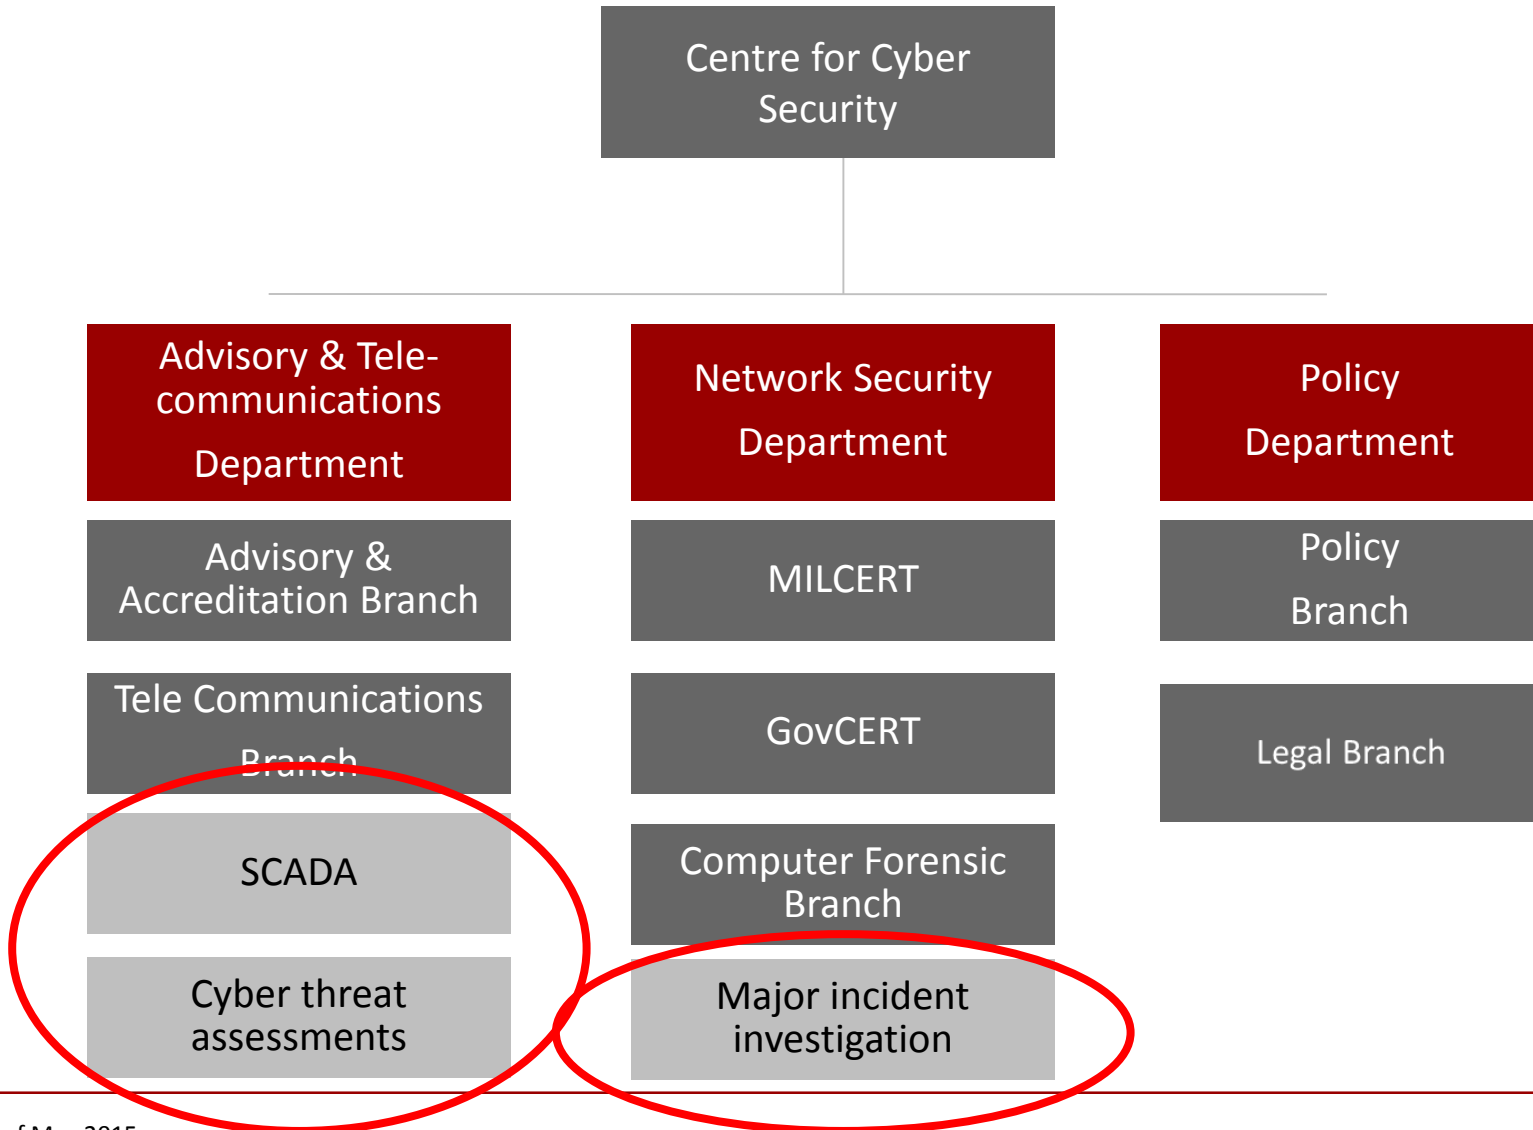 Centre for Cyber
Security
Advisory & Tele-
communications
Department
Network Security
Department
Policy
Department
Advisory &
Accreditation Branch
MILCERT
Policy
Branch
Tele Communications
Branch
GovCERT
Legal Branch
SCADA
Computer Forensic
Branch
Cyber threat
assessments
Major incident
investigation